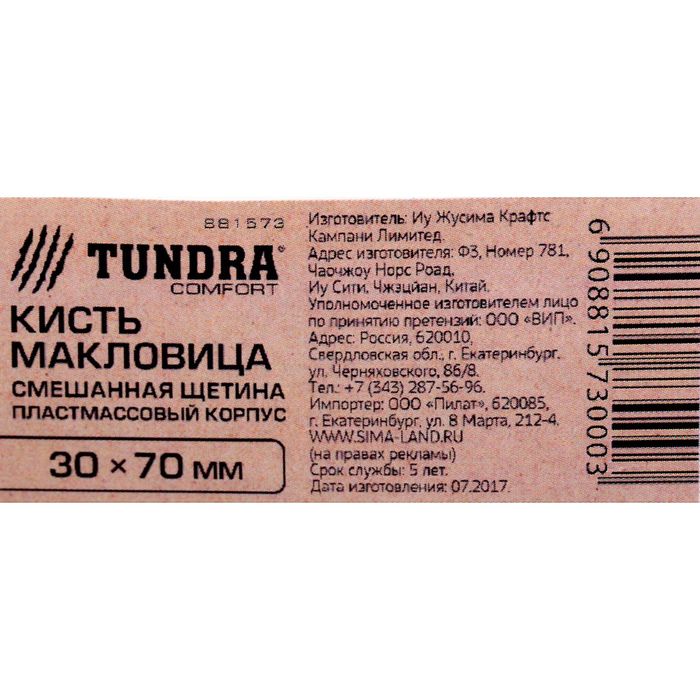 881573
TUNDRA®
COMFORT
КИСТЬ
МАКЛОВИЦА
СМЕШАННАЯ ЩЕТИНА
ПЛАСТМАССОВЫЙ КОРПУС
30 × 70 ММ
Изготовитель: Иу Жусима Крафтс
Кампани Лимитед.
Адрес изготовителя: Ф3, Номер 781,
Чаочжоу Норс Роад,
Иу Сити, Чжэцйан, Китай.
Уполномоченное изготовителем лицо
по принятию претензий: ООО «ВИП».
Адрес: Россия, 620010,
Свердловская обл., г. Екатеринбург,
ул. Черняховского, 86/8.
Тел.: +7 (343) 287-56-96.
Импортер: ООО «Пилат», 620085,
г. Екатеринбург, ул. 8 Марта, 212-4.
WWW.SIMA-LAND.RU
(на правах рекламы)
Срок службы: 5 лет.
Дата изготовления: 07.2017.
6908815730003